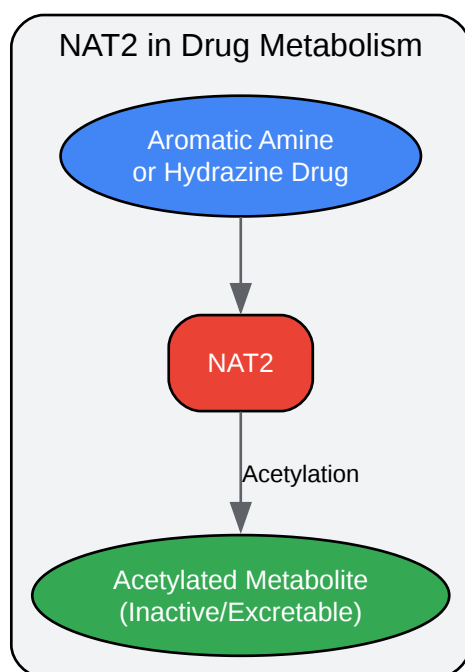 NAT2 in Drug Metabolism
Aromatic Amine
or Hydrazine Drug
NAT2
Acetylation
Acetylated Metabolite
(Inactive/Excretable)